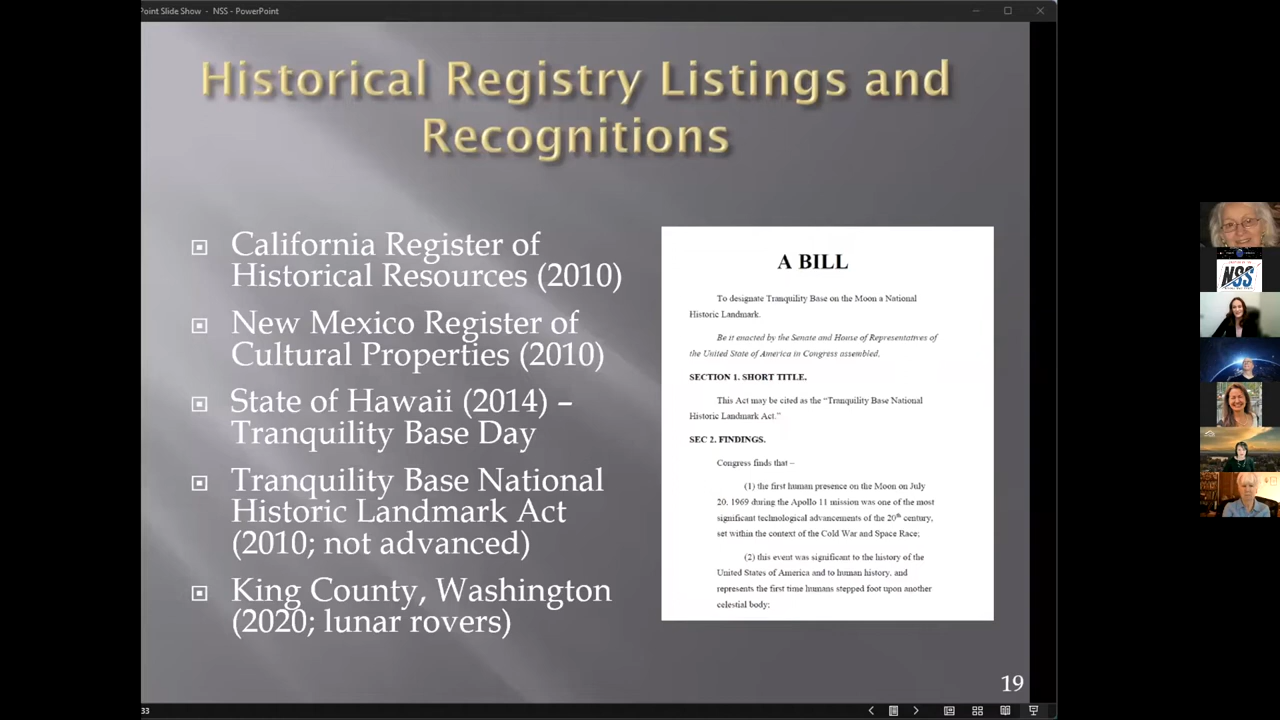 Point Slide Show - NSS - PowerPoint
Historical Registry Listings and
Recognitions
California Register of
Historical Resources (2010)
New Mexico Register of
Cultural Properties (2010)
State of Hawaii (2014) –
Tranquility Base Day
Tranquility Base National
Historic Landmark Act
(2010; not advanced)
King County, Washington
(2020; lunar rovers)
A BILL
To designate Tranquility Base on the Moon a National
Historic Landmark.
Be it enacted by the Senate and House of Representatives of
the United State of America in Congress assembled,
SECTION 1. SHORT TITLE.
This Act may be cited as the “Tranquility Base National
Historic Landmark Act.”
SEC 2. FINDINGS.
Congress finds that –
(1) the first human presence on the Moon on July
20, 1969 during the Apollo 11 mission was one of the most
significant technological advancements of the 20th century,
set within the context of the Cold War and Space Race;
(2) this event was significant to the history of the
United States of America and to human history, and
represents the first time humans stepped foot upon another
celestial body;
19
33
NSS